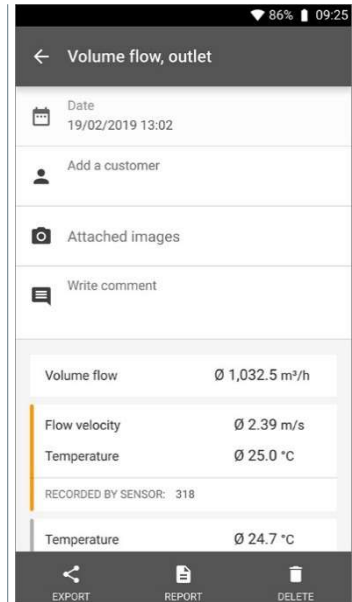 86% 09:25
Volume flow, outlet
Date
19/02/2019 13:02
Add a customer
Attached images
Write comment
Volume flow Ø 1,032.5 m³/h
Flow velocity Ø 2.39 m/s
Temperature Ø 25.0 °C
RECORDED BY SENSOR: 318
Temperature Ø 24.7 °C
EXPORT REPORT DELETE